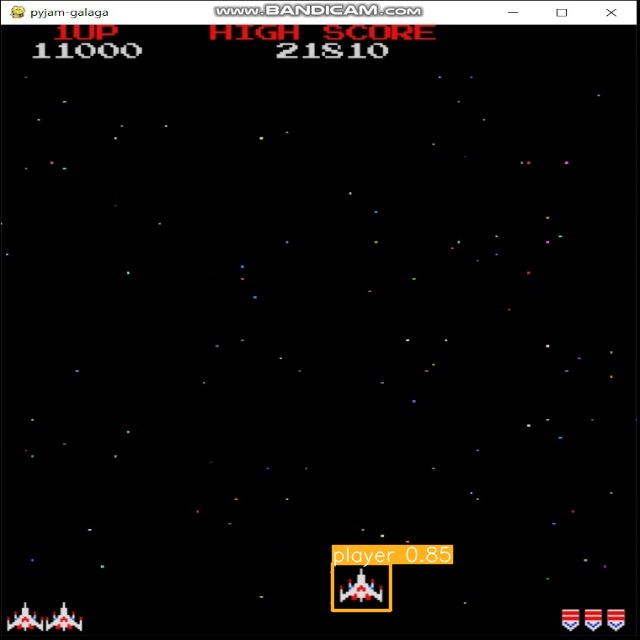 pyjam-galaga
www.BANDICAM.com
1UP HIGH SCORE
11000 21810
player 0.85